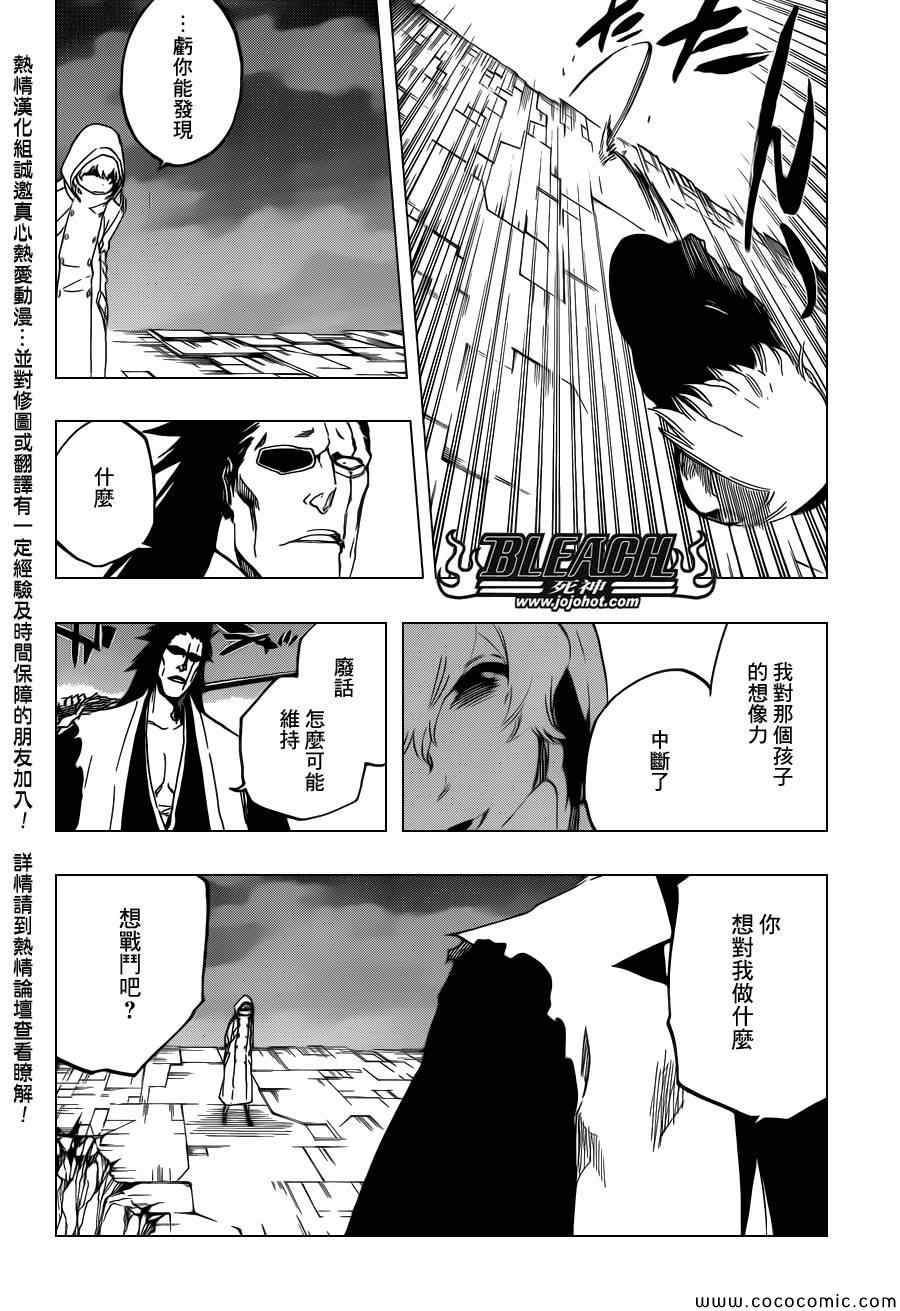 …虧你能發現
什麼
BLEACH
死神
www.jojohot.com
我對那個孩子
的想像力
中斷了
廢話
怎麼可能
維持
你
想對我做什麼
想戰鬥吧？
熱情漢化組誠邀真心熱愛動漫…並對修圖或翻譯有一定經驗及時間保障的朋友加入！ 詳情請到熱情論壇查看瞭解！
www.cococomic.com